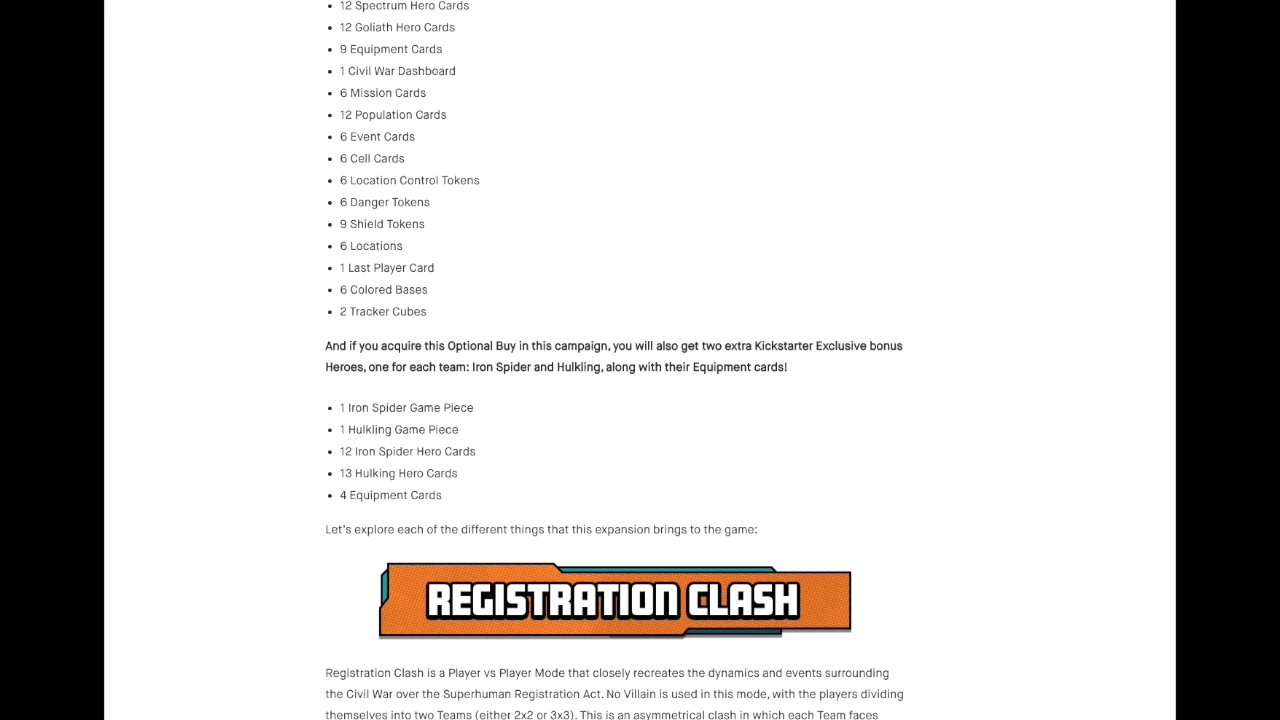 • 12 Spectrum Hero Cards
• 12 Goliath Hero Cards
• 9 Equipment Cards
• 1 Civil War Dashboard
• 6 Mission Cards
• 12 Population Cards
• 6 Event Cards
• 6 Cell Cards
• 6 Location Control Tokens
• 6 Danger Tokens
• 9 Shield Tokens
• 6 Locations
• 1 Last Player Card
• 6 Colored Bases
• 2 Tracker Cubes
And if you acquire this Optional Buy in this campaign, you will also get two extra Kickstarter Exclusive bonus
Heroes, one for each team: Iron Spider and Hulkling, along with their Equipment cards!
• 1 Iron Spider Game Piece
• 1 Hulkling Game Piece
• 12 Iron Spider Hero Cards
• 13 Hulking Hero Cards
• 4 Equipment Cards
Let's explore each of the different things that this expansion brings to the game:
REGISTRATION CLASH
Registration Clash is a Player vs Player Mode that closely recreates the dynamics and events surrounding
the Civil War over the Superhuman Registration Act. No Villain is used in this mode, with the players dividing
themselves into two Teams (either 2x2 or 3x3). This is an asymmetrical clash in which each Team faces